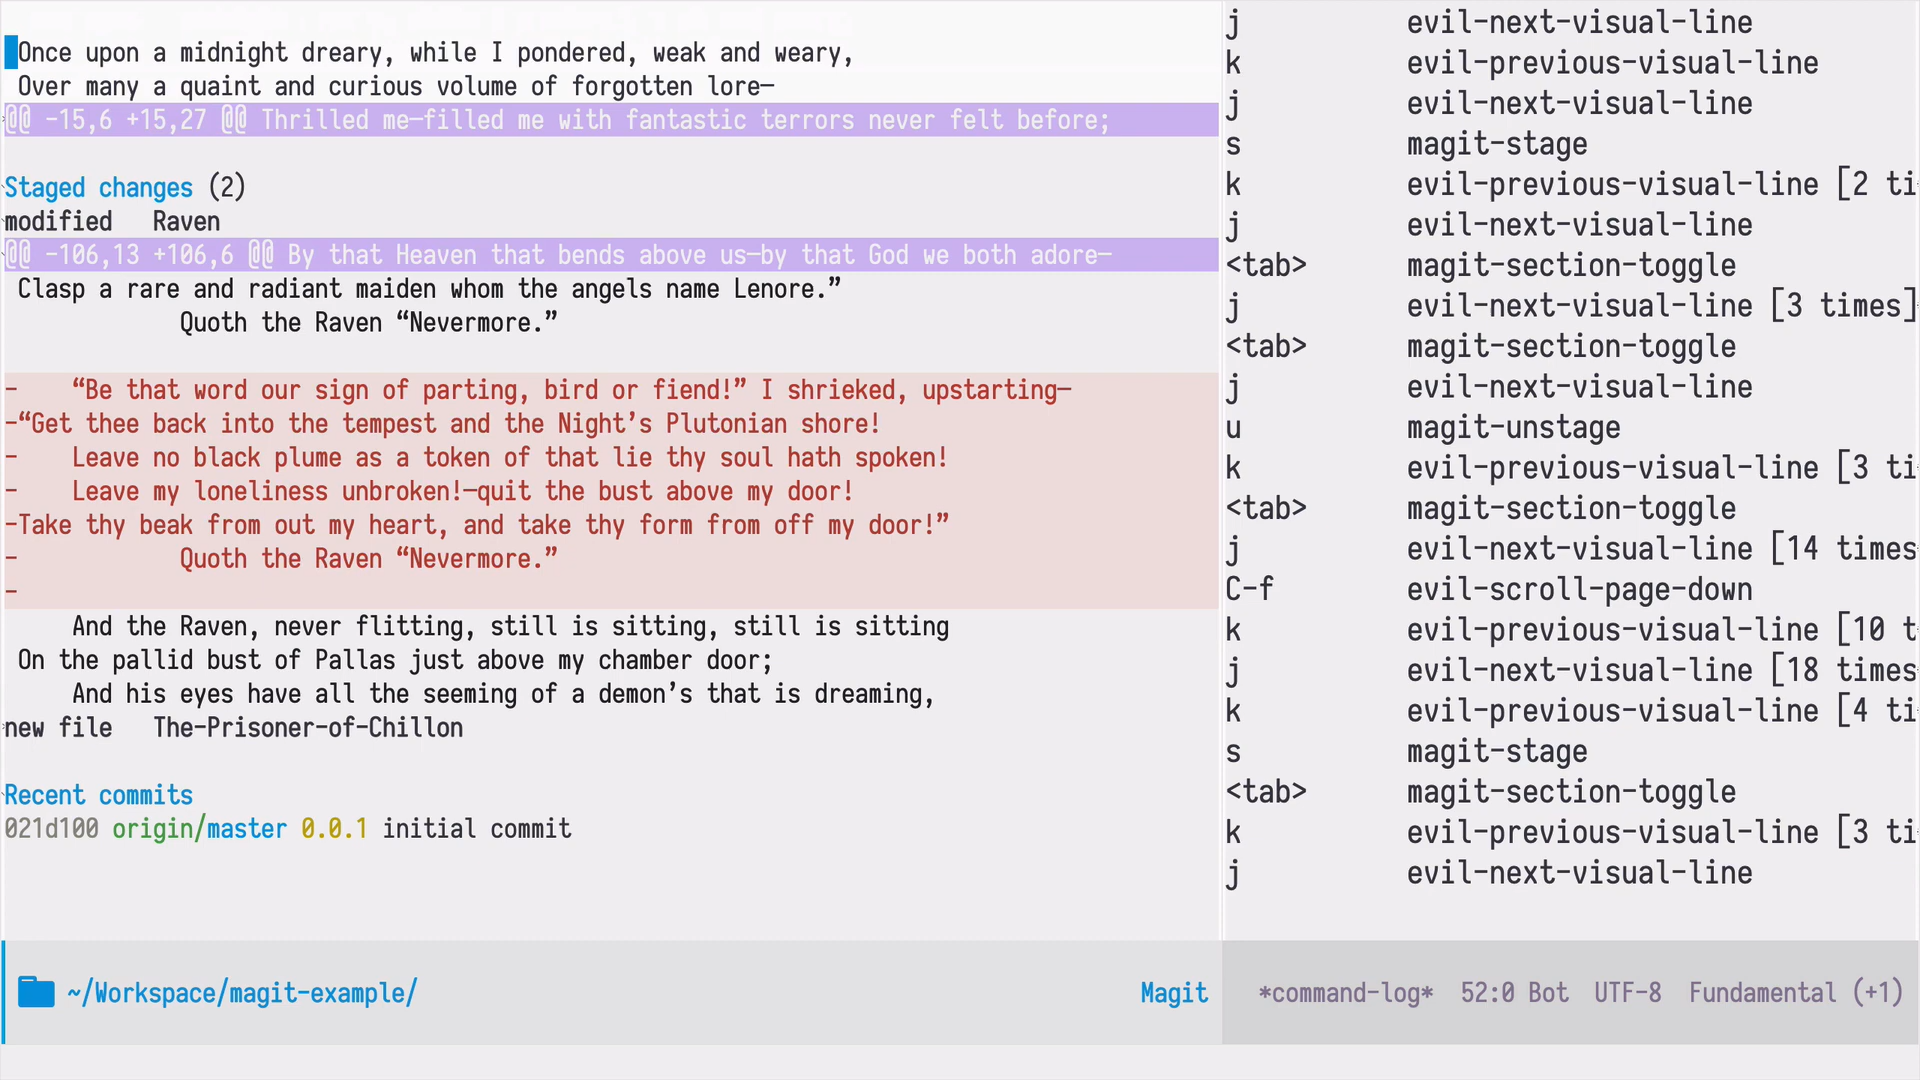 Once upon a midnight dreary, while I pondered, weak and weary,
Over many a quaint and curious volume of forgotten lore—
@@ -15,6 +15,27 @@ Thrilled me—filled me with fantastic terrors never felt before;
Staged changes (2)
modified   Raven
@@ -106,13 +106,6 @@ By that Heaven that bends above us—by that God we both adore—
Clasp a rare and radiant maiden whom the angels name Lenore.”
Quoth the Raven “Nevermore.”
-    “Be that word our sign of parting, bird or fiend!” I shrieked, upstarting—
-“Get thee back into the tempest and the Night’s Plutonian shore!
-    Leave no black plume as a token of that lie thy soul hath spoken!
-    Leave my loneliness unbroken!—quit the bust above my door!
-Take thy beak from out my heart, and take thy form from off my door!”
-            Quoth the Raven “Nevermore.”
-
And the Raven, never flitting, still is sitting, still is sitting
On the pallid bust of Pallas just above my chamber door;
And his eyes have all the seeming of a demon’s that is dreaming,
new file   The-Prisoner-of-Chillon
Recent commits
021d100 origin/master 0.0.1 initial commit
~/Workspace/magit-example/
Magit
j evil-next-visual-line
k evil-previous-visual-line
j evil-next-visual-line
s magit-stage
k evil-previous-visual-line [2 ti
j evil-next-visual-line
<tab> magit-section-toggle
j evil-next-visual-line [3 times]
<tab> magit-section-toggle
j evil-next-visual-line
u magit-unstage
k evil-previous-visual-line [3 ti
<tab> magit-section-toggle
j evil-next-visual-line [14 times
C-f evil-scroll-page-down
k evil-previous-visual-line [10 t
j evil-next-visual-line [18 times
k evil-previous-visual-line [4 ti
s magit-stage
<tab> magit-section-toggle
k evil-previous-visual-line [3 ti
j evil-next-visual-line
*command-log*  52:0 Bot  UTF-8  Fundamental (+1)